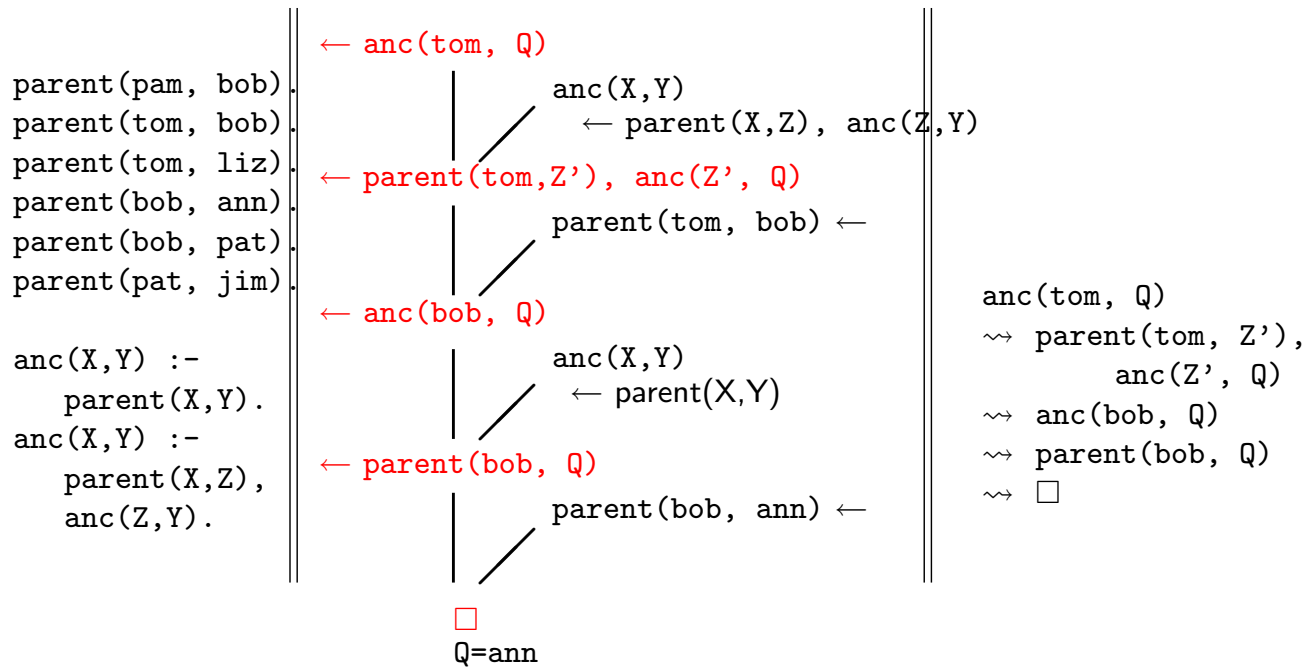 parent(pam, bob).
parent(tom, bob).
parent(tom, liz).
parent(bob, ann).
parent(bob, pat).
parent(pat, jim).
anc(X,Y) :-
parent(X,Y).
anc(X,Y) :-
parent(X,Z),
anc(Z,Y).
← anc(tom, Q)
anc(X,Y)
← parent(X,Z), anc(Z,Y)
← parent(tom,Z'), anc(Z', Q)
parent(tom, bob) ←
← anc(bob, Q)
anc(X,Y)
← parent(X,Y)
← parent(bob, Q)
parent(bob, ann) ←
□
Q=ann
anc(tom, Q)
⇝ parent(tom, Z'),
anc(Z', Q)
⇝ anc(bob, Q)
⇝ parent(bob, Q)
⇝ □